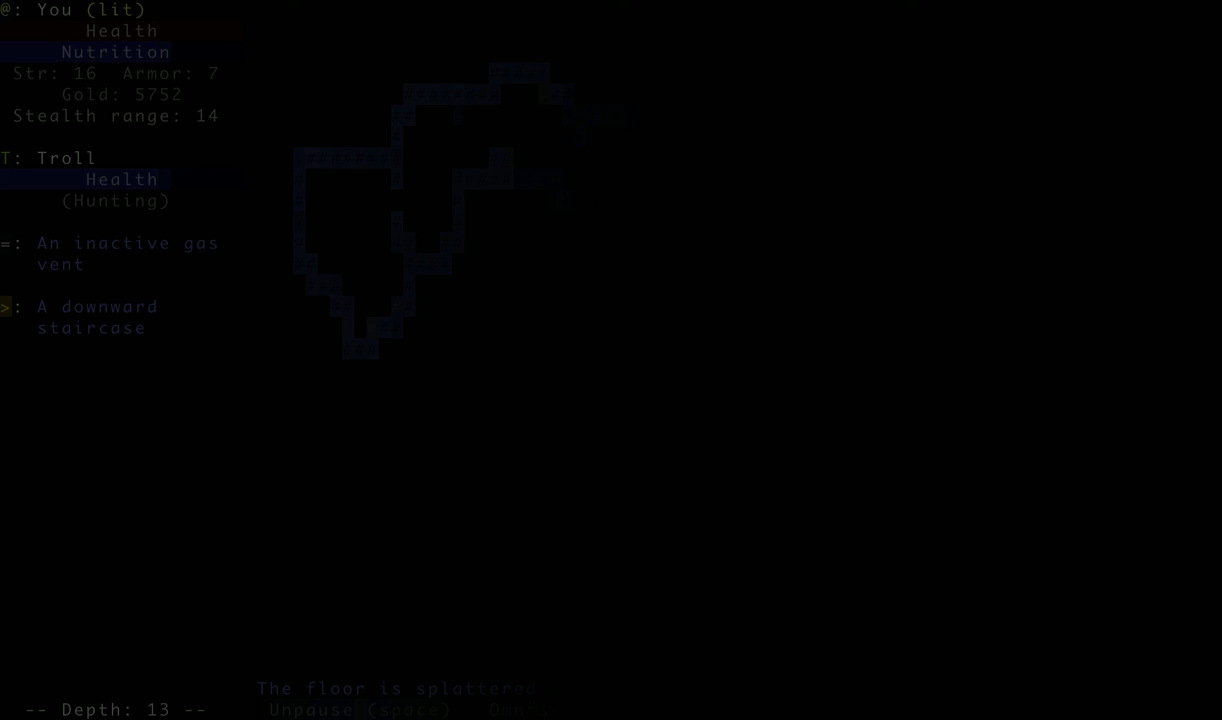 @: You (lit)
Health
Nutrition
Str: 16 Armor: 7
Gold: 5752
Stealth range: 14
T: Troll
Health
(Hunting)
=: An inactive gas
vent
>: A downward
staircase
The floor is splattered
-- Depth: 13 -- Unpause (space)